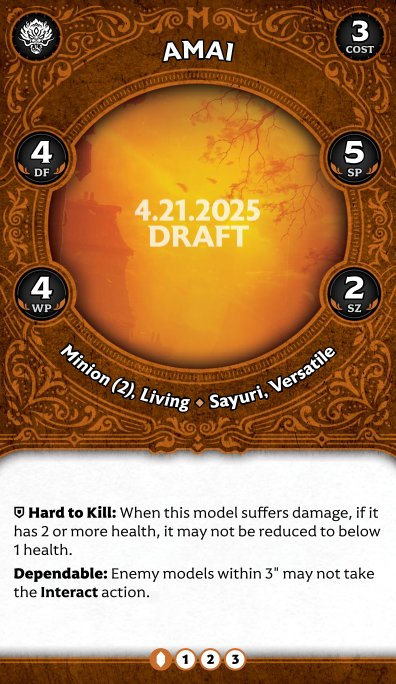 AMAI
3
COST
4
DF
5
SP
4.21.2025
DRAFT
4
WP
2
SZ
Minion (2), Living ◆ Sayuri, Versatile
Hard to Kill: When this model suffers damage, if it
has 2 or more health, it may not be reduced to below
1 health.
Dependable: Enemy models within 3" may not take
the Interact action.
1 2 3